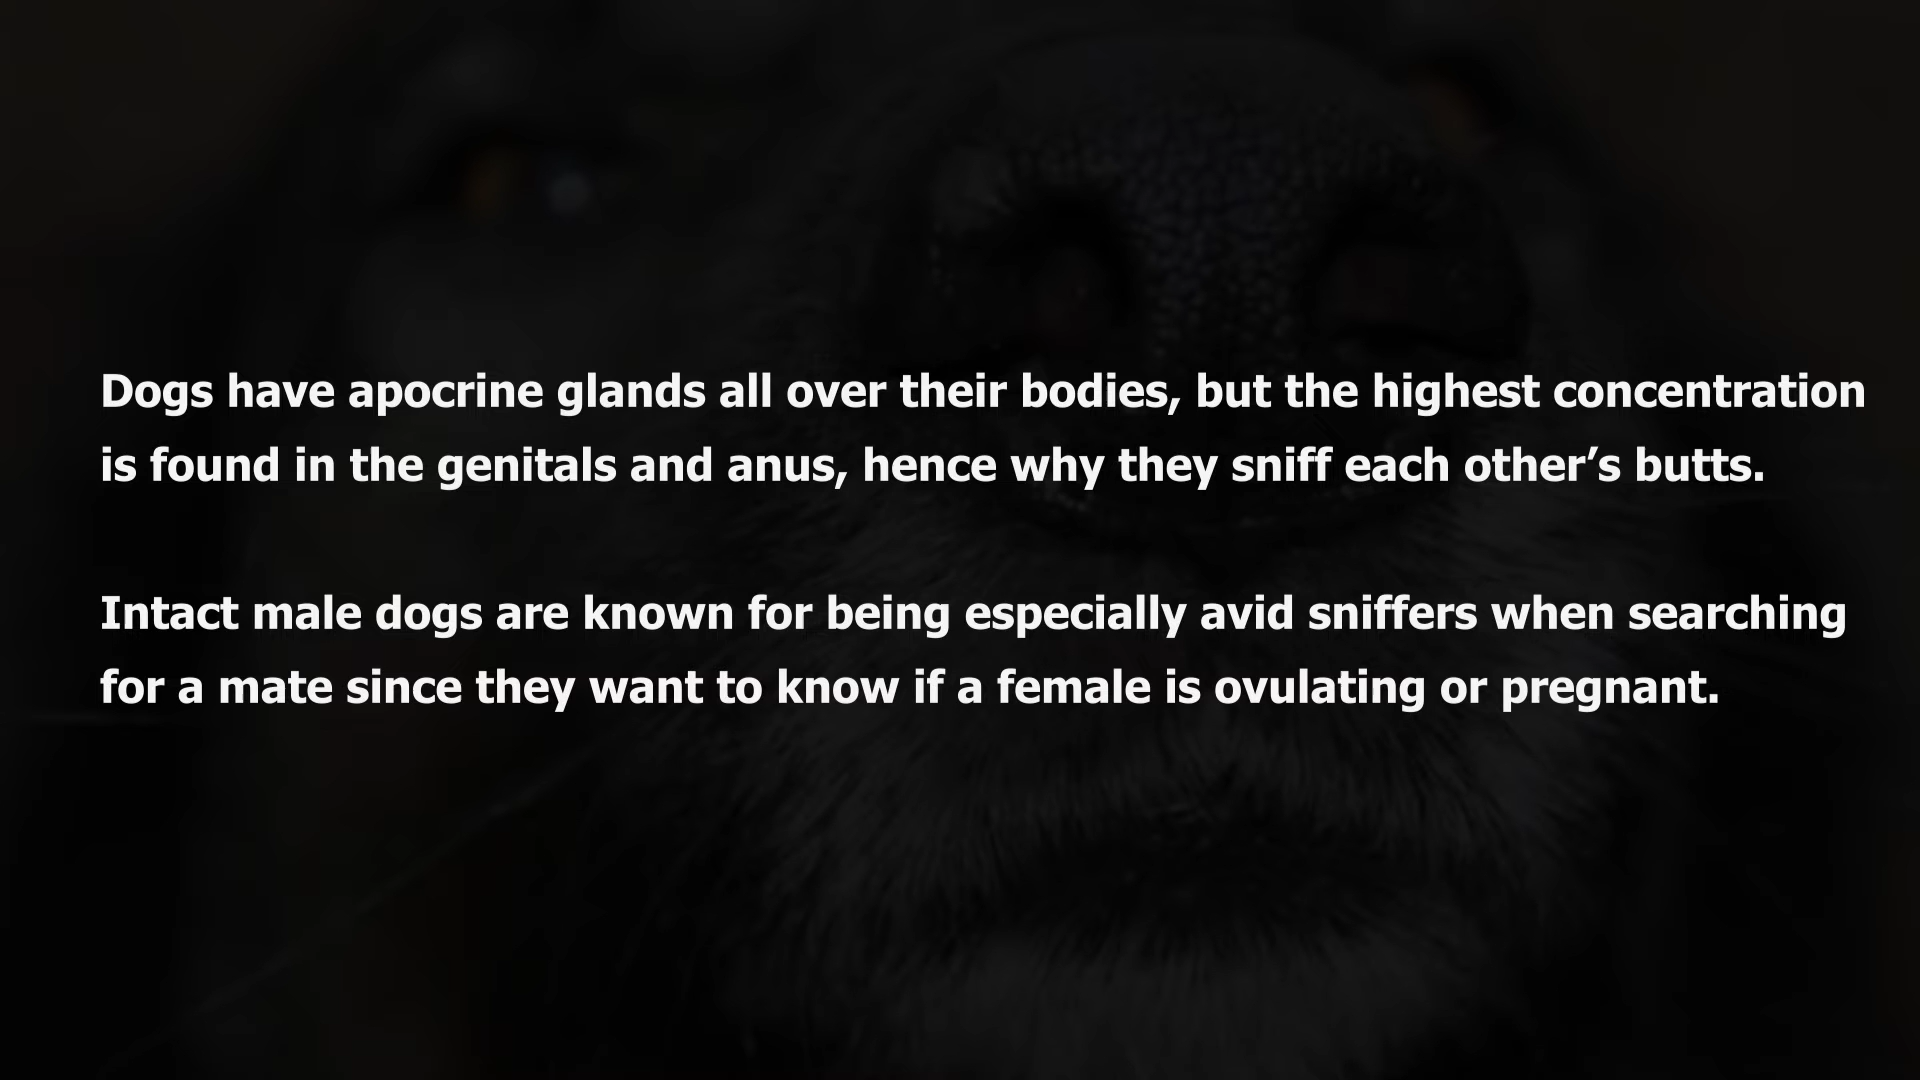 Dogs have apocrine glands all over their bodies, but the highest concentration
is found in the genitals and anus, hence why they sniff each other’s butts.
Intact male dogs are known for being especially avid sniffers when searching
for a mate since they want to know if a female is ovulating or pregnant.